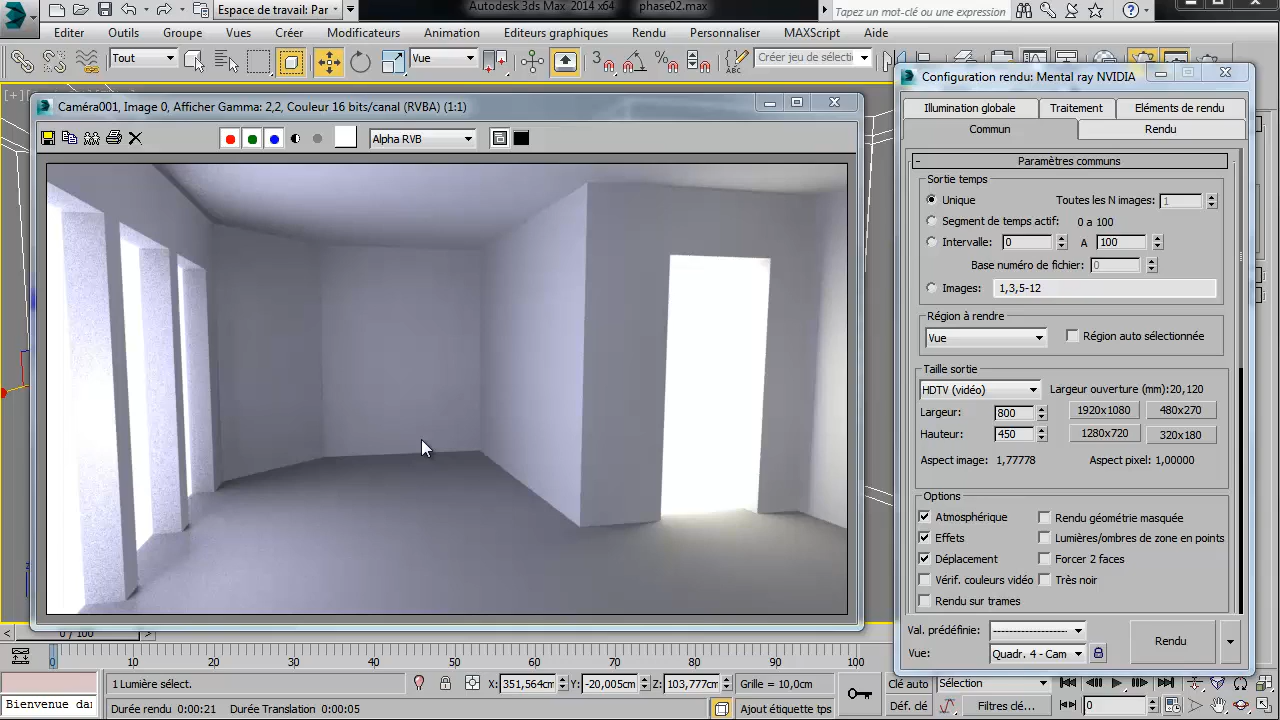 Espace de travail: Par
Autodesk 3ds Max 2014 x64 phase02.max
Tapez un mot-clé ou une expression
Editer Outils Groupe Vues Créer Modificateurs Animation Editeurs graphiques Rendu Personnaliser MAXScript Aide
Tout
Vue
3
%
ABC
Créer jeu de sélecti
Configuration rendu: Mental ray NVIDIA
Caméra001, Image 0, Afficher Gamma: 2,2, Couleur 16 bits/canal (RVBA) (1:1)
Illumination globale Traitement Eléments de rendu
Commun Rendu
Alpha RVB
Paramètres communs
Sortie temps
Unique Toutes les N images: 1
Segment de temps actif: 0 a 100
Intervalle: 0 A 100
Base numéro de fichier: 0
Images: 1,3,5-12
Région à rendre
Vue Région auto sélectionnée
Taille sortie
HDTV (vidéo) Largeur ouverture (mm):20,120
Largeur: 800 1920x1080 480x270
Hauteur: 450 1280x720 320x180
Aspect image: 1,77778 Aspect pixel: 1,00000
Options
Atmosphérique Rendu géométrie masquée
Effets Lumières/ombres de zone en points
Déplacement Forcer 2 faces
Vérif. couleurs vidéo Très noir
Rendu sur trames
Val. prédéfinie: Rendu
Vue: Quadr. 4 - Cam
0 / 100
0 10 20 30 40 50 60 70 80 90 100
1 Lumière sélect. X: 351,564cm Y: -20,005cm Z: 103,777cm Grille = 10,0cm Clé auto Sélection
Bienvenue dan Durée rendu 0:00:21 Durée Translation 0:00:05 Ajout étiquette tps Déf. clé Filtres clé... 0